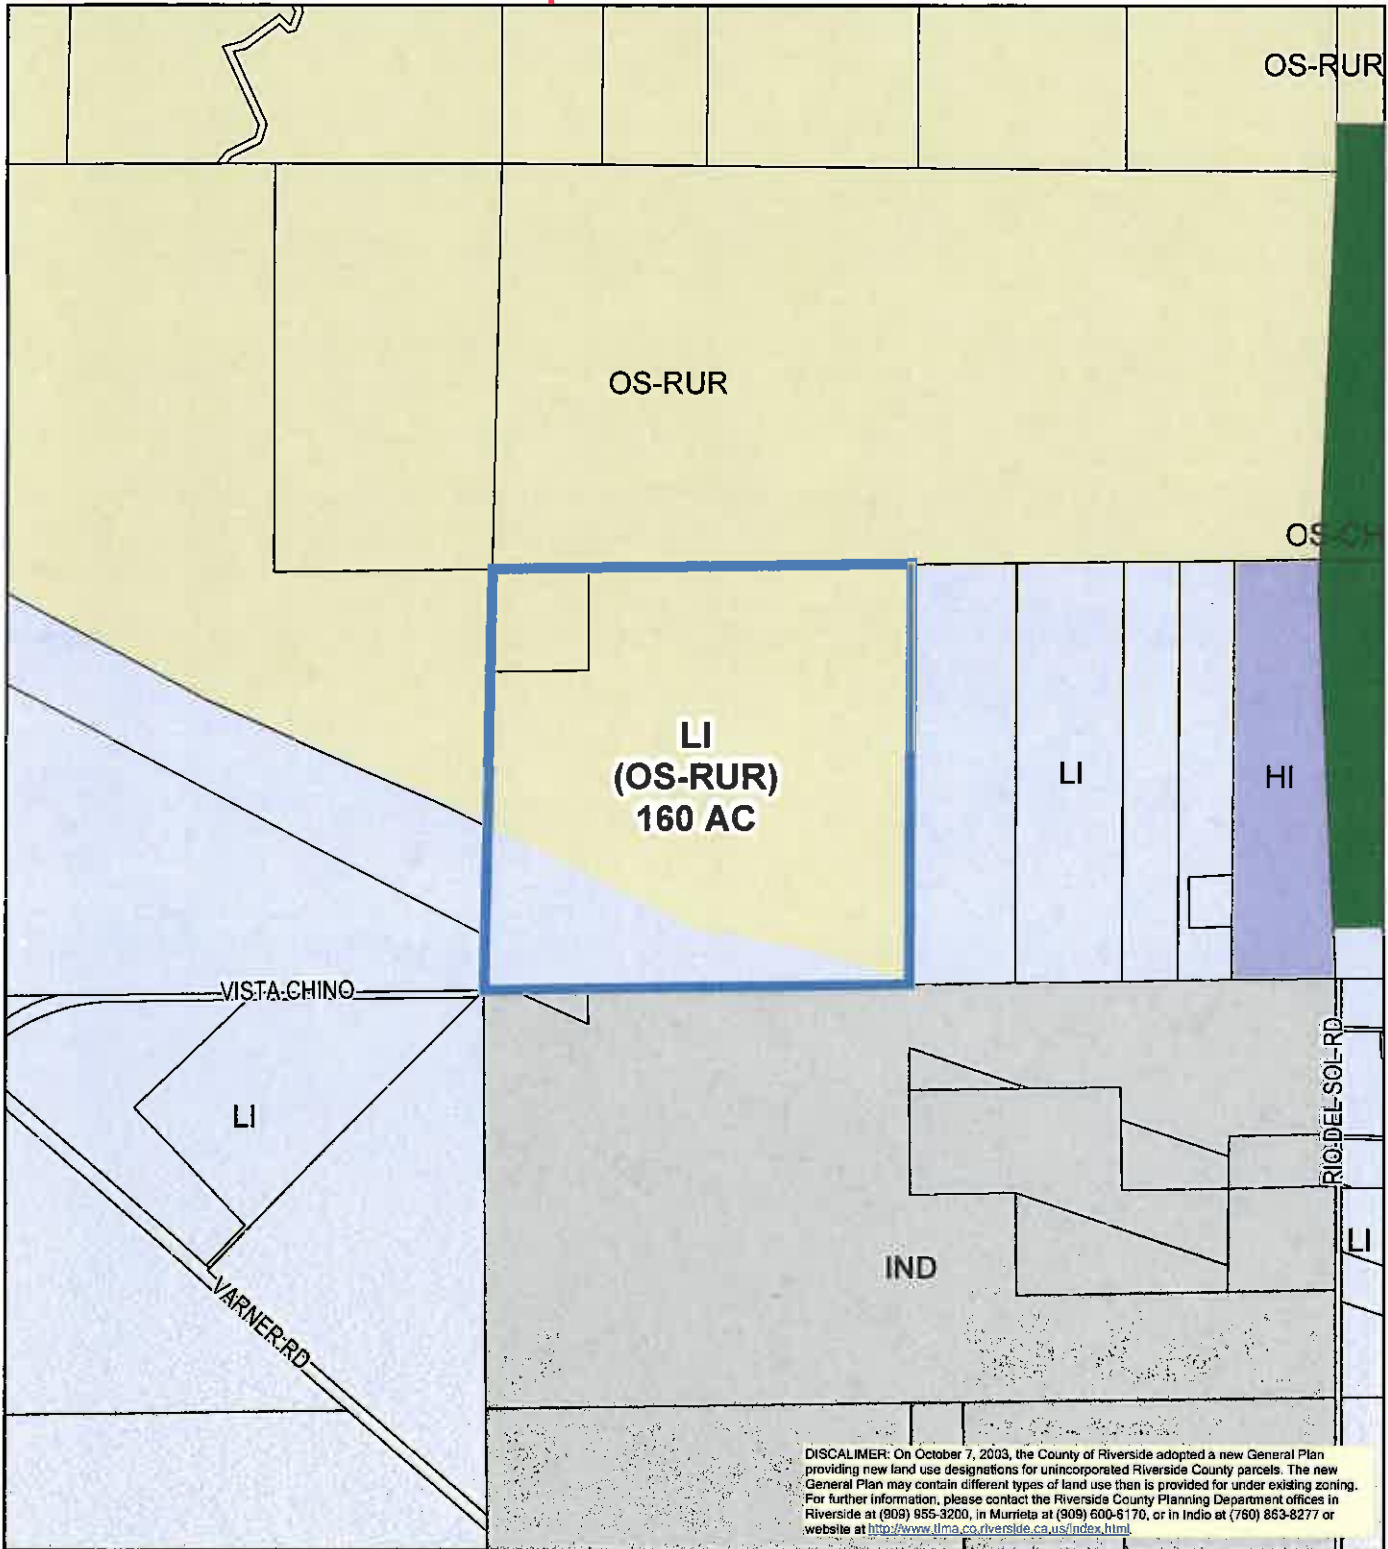 OS-RUR
OS-RUR
OS-CH
LI
(OS-RUR)
160 AC
LI
HI
VISTA CHINO
LI
RIO DEL SOL RD
LI
IND
VARNER RD
DISCALIMER: On October 7, 2003, the County of Riverside adopted a new General Plan
providing new land use designations for unincorporated Riverside County parcels. The new
General Plan may contain different types of land use than is provided for under existing zoning.
For further information, please contact the Riverside County Planning Department offices in
Riverside at (909) 955-3200, in Murrieta at (909) 600-6170, or in Indio at (760) 863-8277 or
website at http://www.tlma.co.riverside.ca.us/index.html